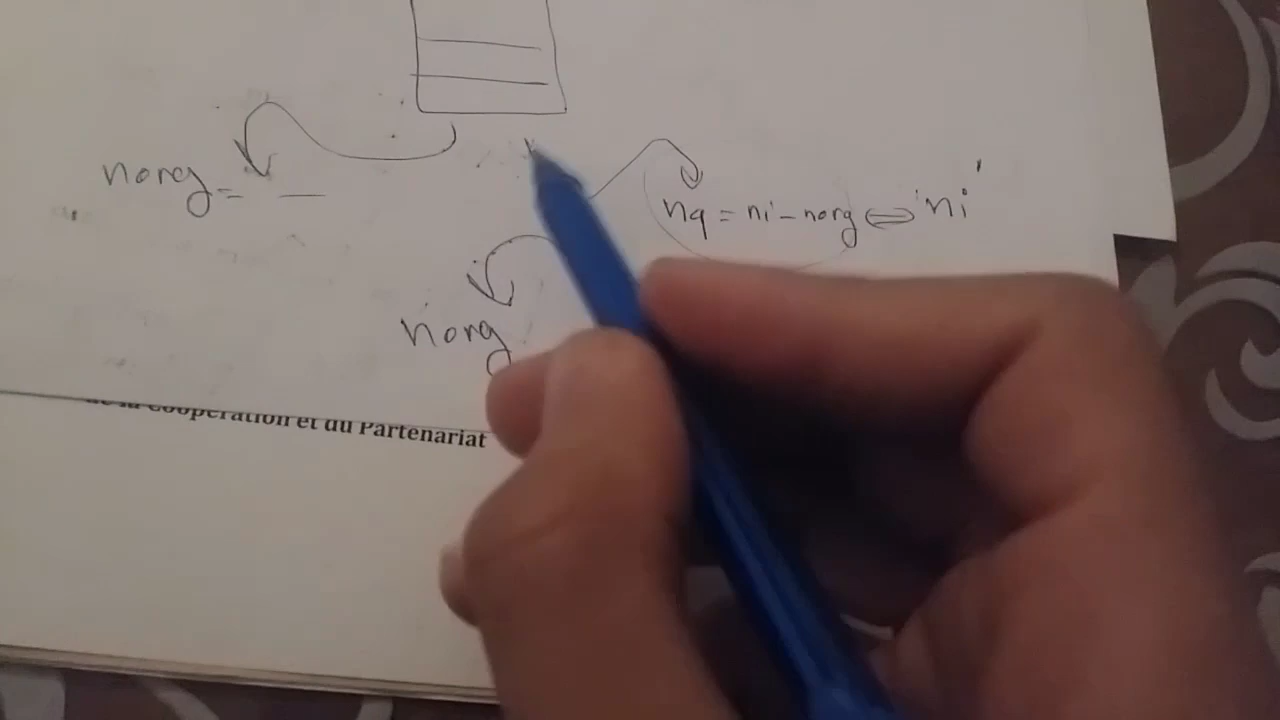 norg = _
nq = ni - norg ⇔ 'ni'
norg
de la Coopération et du Partenariat